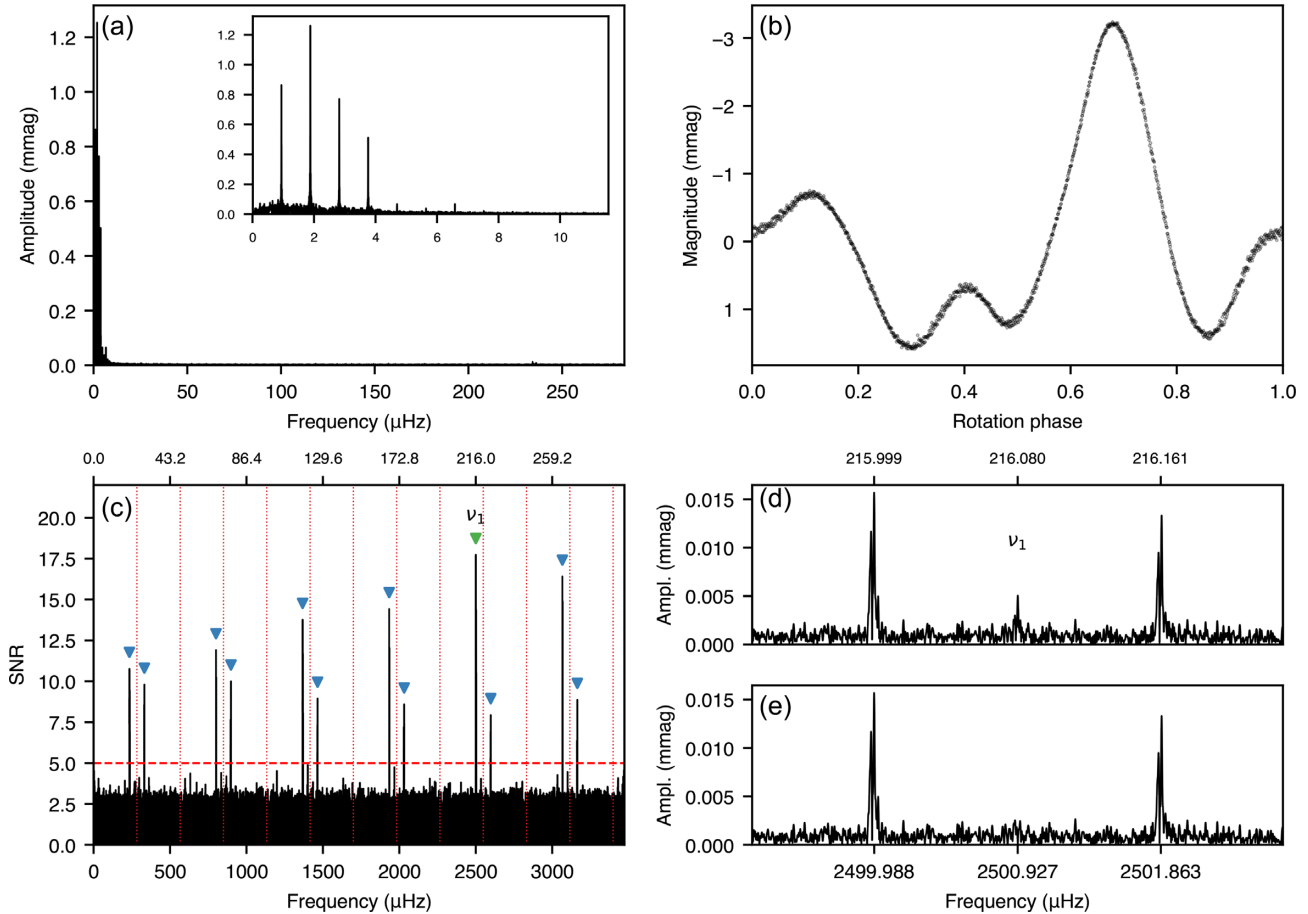 (a)
Amplitude (mmag)
1.2
1.0
0.8
0.6
0.4
0.2
0.0
0 50 100 150 200 250
Frequency (μHz)
1.2
1.0
0.8
0.6
0.4
0.2
0.0
0 2 4 6 8 10
(b)
Magnitude (mmag)
−3
−2
−1
0
1
0.0 0.2 0.4 0.6 0.8 1.0
Rotation phase
0.0 43.2 86.4 129.6 172.8 216.0 259.2
(c)
ν1
SNR
20.0
17.5
15.0
12.5
10.0
7.5
5.0
2.5
0.0
0 500 1000 1500 2000 2500 3000
Frequency (μHz)
215.999 216.080 216.161
(d)
ν1
Ampl. (mmag)
0.015
0.010
0.005
0.000
(e)
Ampl. (mmag)
0.015
0.010
0.005
0.000
2499.988 2500.927 2501.863
Frequency (μHz)